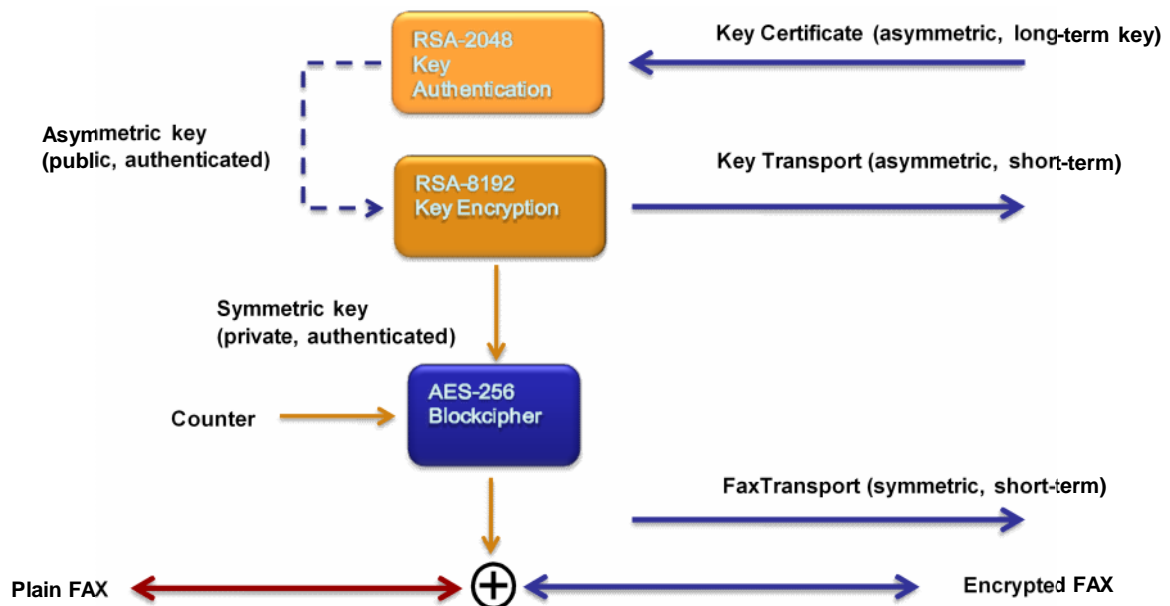 RSA-2048
Key
Authentication
Key Certificate (asymmetric, long-term key)
Asymmetric key
(public, authenticated)
RSA-8192
Key Encryption
Key Transport (asymmetric, short-term)
Symmetric key
(private, authenticated)
AES-256
Blockcipher
Counter
FaxTransport (symmetric, short-term)
Plain FAX
Encrypted FAX